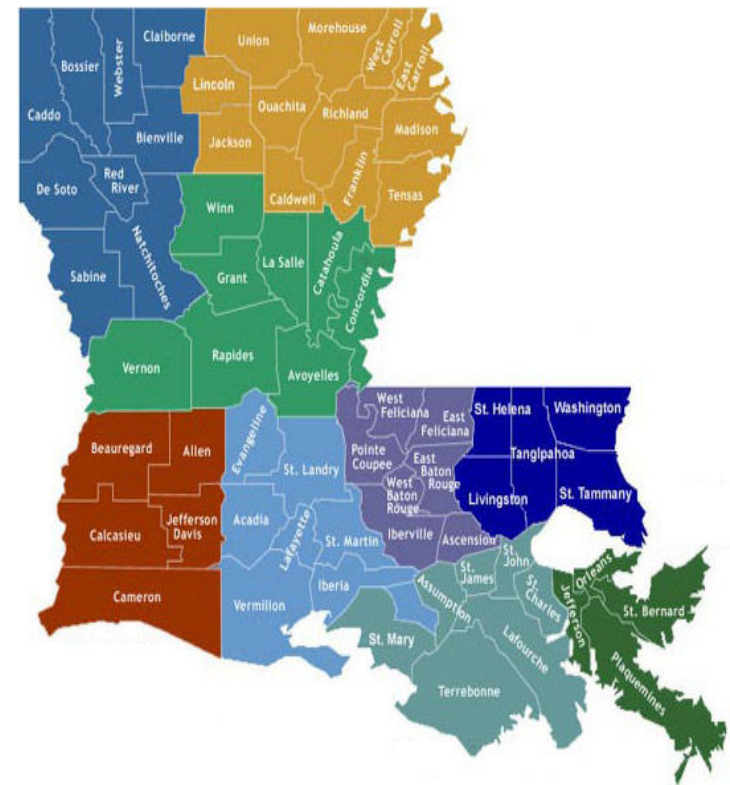 Claiborne
Union
Morehouse
West
Carroll
East
Carroll
Bossier
Webster
Lincoln
Caddo
Ouachita
Richland
Madison
Bienville
Jackson
Franklin
De Soto
Red
River
Caldwell
Tensas
Winn
Natchitoches
La Salle
Catahoula
Sabine
Grant
Concordia
Vernon
Rapides
Avoyelles
West
Feliciana
East
Feliciana
St. Helena
Washington
Beauregard
Allen
Evangeline
St. Landry
Pointe
Coupee
East
Baton
Rouge
Tangipahoa
West
Baton
Rouge
Livingston
St. Tammany
Calcasieu
Jefferson
Davis
Acadia
Lafayette
St. Martin
Iberville
Ascension
St.
John
St.
James
St.
Charles
Orleans
Cameron
Vermilion
Iberia
Assumption
Jefferson
St. Bernard
St. Mary
Lafourche
Terrebonne
Plaquemines